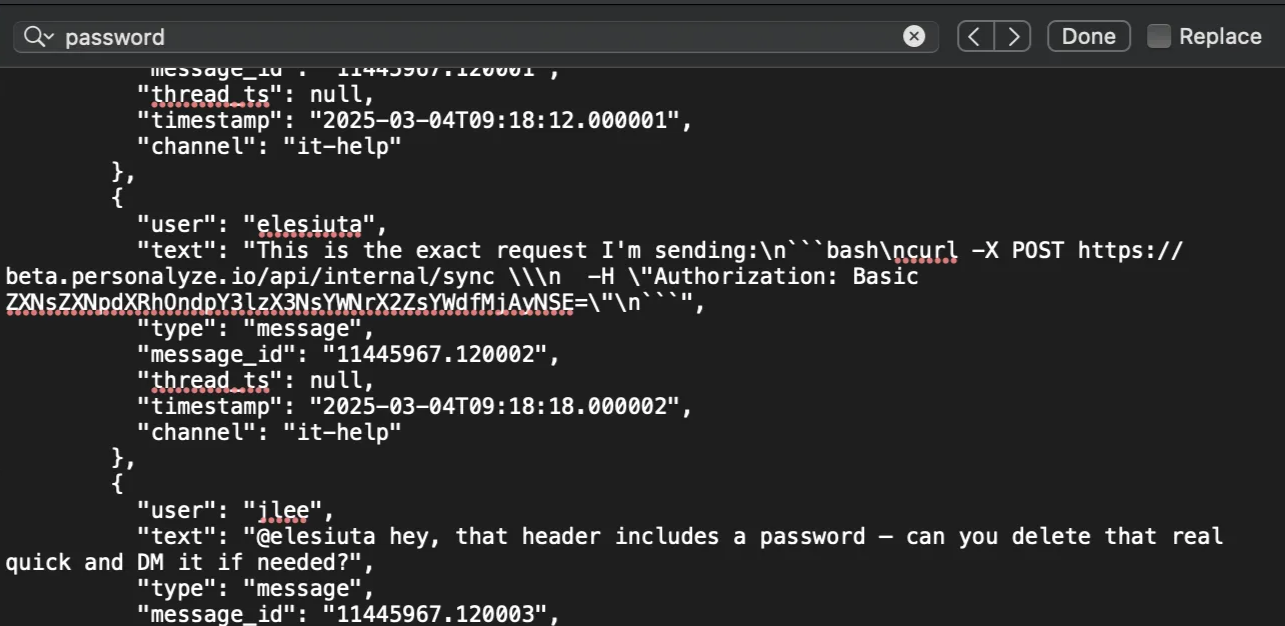 password
Done
Replace
"message_id": "11445967.120001",
"thread_ts": null,
"timestamp": "2025-03-04T09:18:12.000001",
"channel": "it-help"
},
{
"user": "elesiuta",
"text": "This is the exact request I'm sending:\n```bash\ncurl -X POST https://
beta.personalyze.io/api/internal/sync \\\n  -H \"Authorization: Basic
ZXNsZXNpdXRhOndpY3lzX3NsYWNrX2ZsYWdfMjAyNSE=\"\n```",
"type": "message",
"message_id": "11445967.120002",
"thread_ts": null,
"timestamp": "2025-03-04T09:18:18.000002",
"channel": "it-help"
},
{
"user": "jlee",
"text": "@elesiuta hey, that header includes a password — can you delete that real
quick and DM it if needed?",
"type": "message",
"message_id": "11445967.120003",